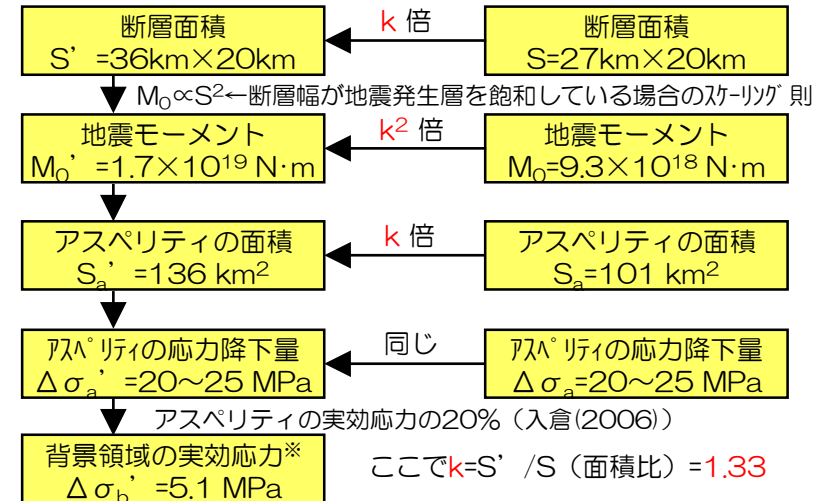 断層面積
S’ =36km×20km
k 倍
断層面積
S=27km×20km
M₀∝S²←断層幅が地震発生層を飽和している場合のｽｹｰﾘﾝｸﾞ則
地震モーメント
M₀’ =1.7×10¹⁹ N･m
k² 倍
地震モーメント
M₀=9.3×10¹⁸ N･m
アスペリティの面積
Sₐ’ =136 km²
k 倍
アスペリティの面積
Sₐ=101 km²
ｱｽﾍﾟﾘﾃｨの応力降下量
Δσₐ’ =20～25 MPa
同じ
ｱｽﾍﾟﾘﾃｨの応力降下量
Δσₐ=20～25 MPa
アスペリティの実効応力の20%（入倉(2006)）
背景領域の実効応力※
Δσb’ =5.1 MPa
ここでk=S’ /S（面積比）=1.33